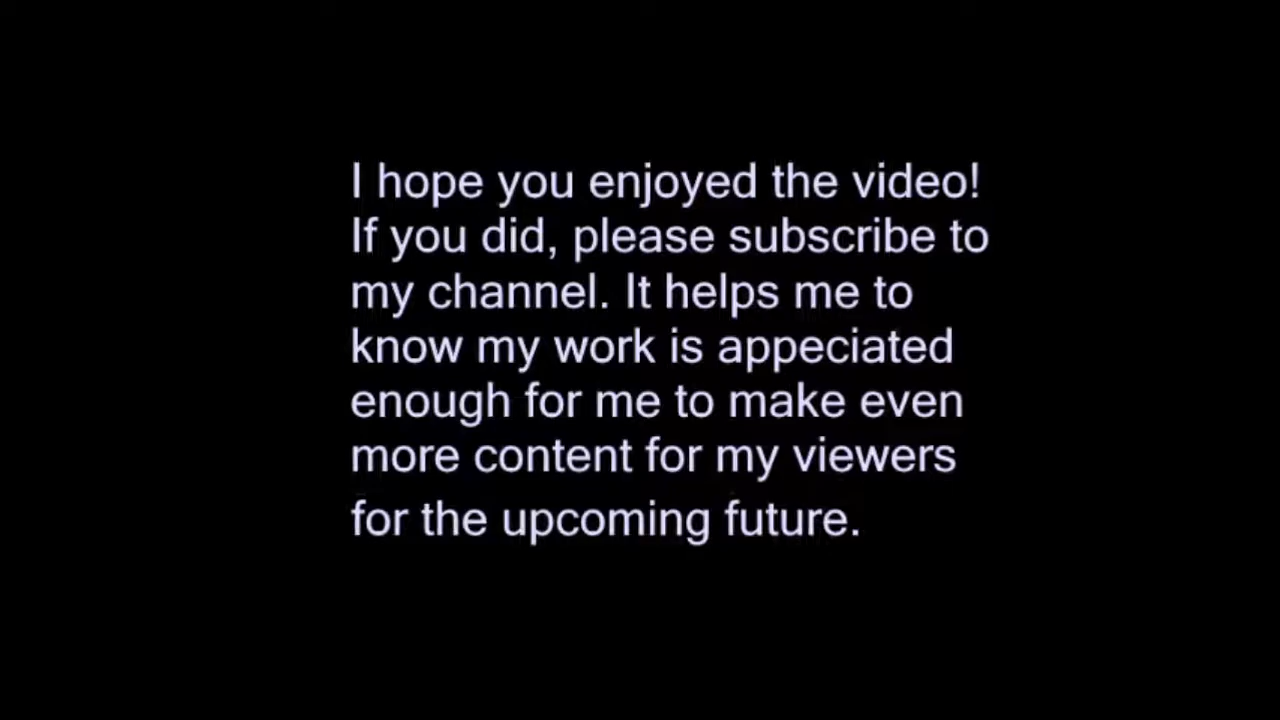 I hope you enjoyed the video!
If you did, please subscribe to
my channel. It helps me to
know my work is appeciated
enough for me to make even
more content for my viewers
for the upcoming future.